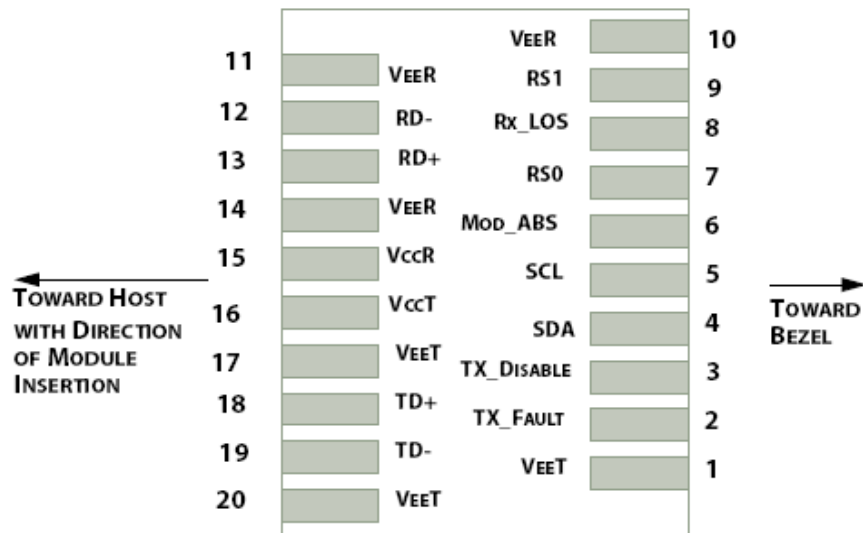 11 VEER
12 RD-
13 RD+
14 VEER
15 VCCR
16 VCCT
17 VEET
18 TD+
19 TD-
20 VEET
VEER 10
RS1 9
RX_LOS 8
RS0 7
MOD_ABS 6
SCL 5
SDA 4
TX_DISABLE 3
TX_FAULT 2
VEET 1
TOWARD HOST
WITH DIRECTION
OF MODULE
INSERTION
TOWARD
BEZEL